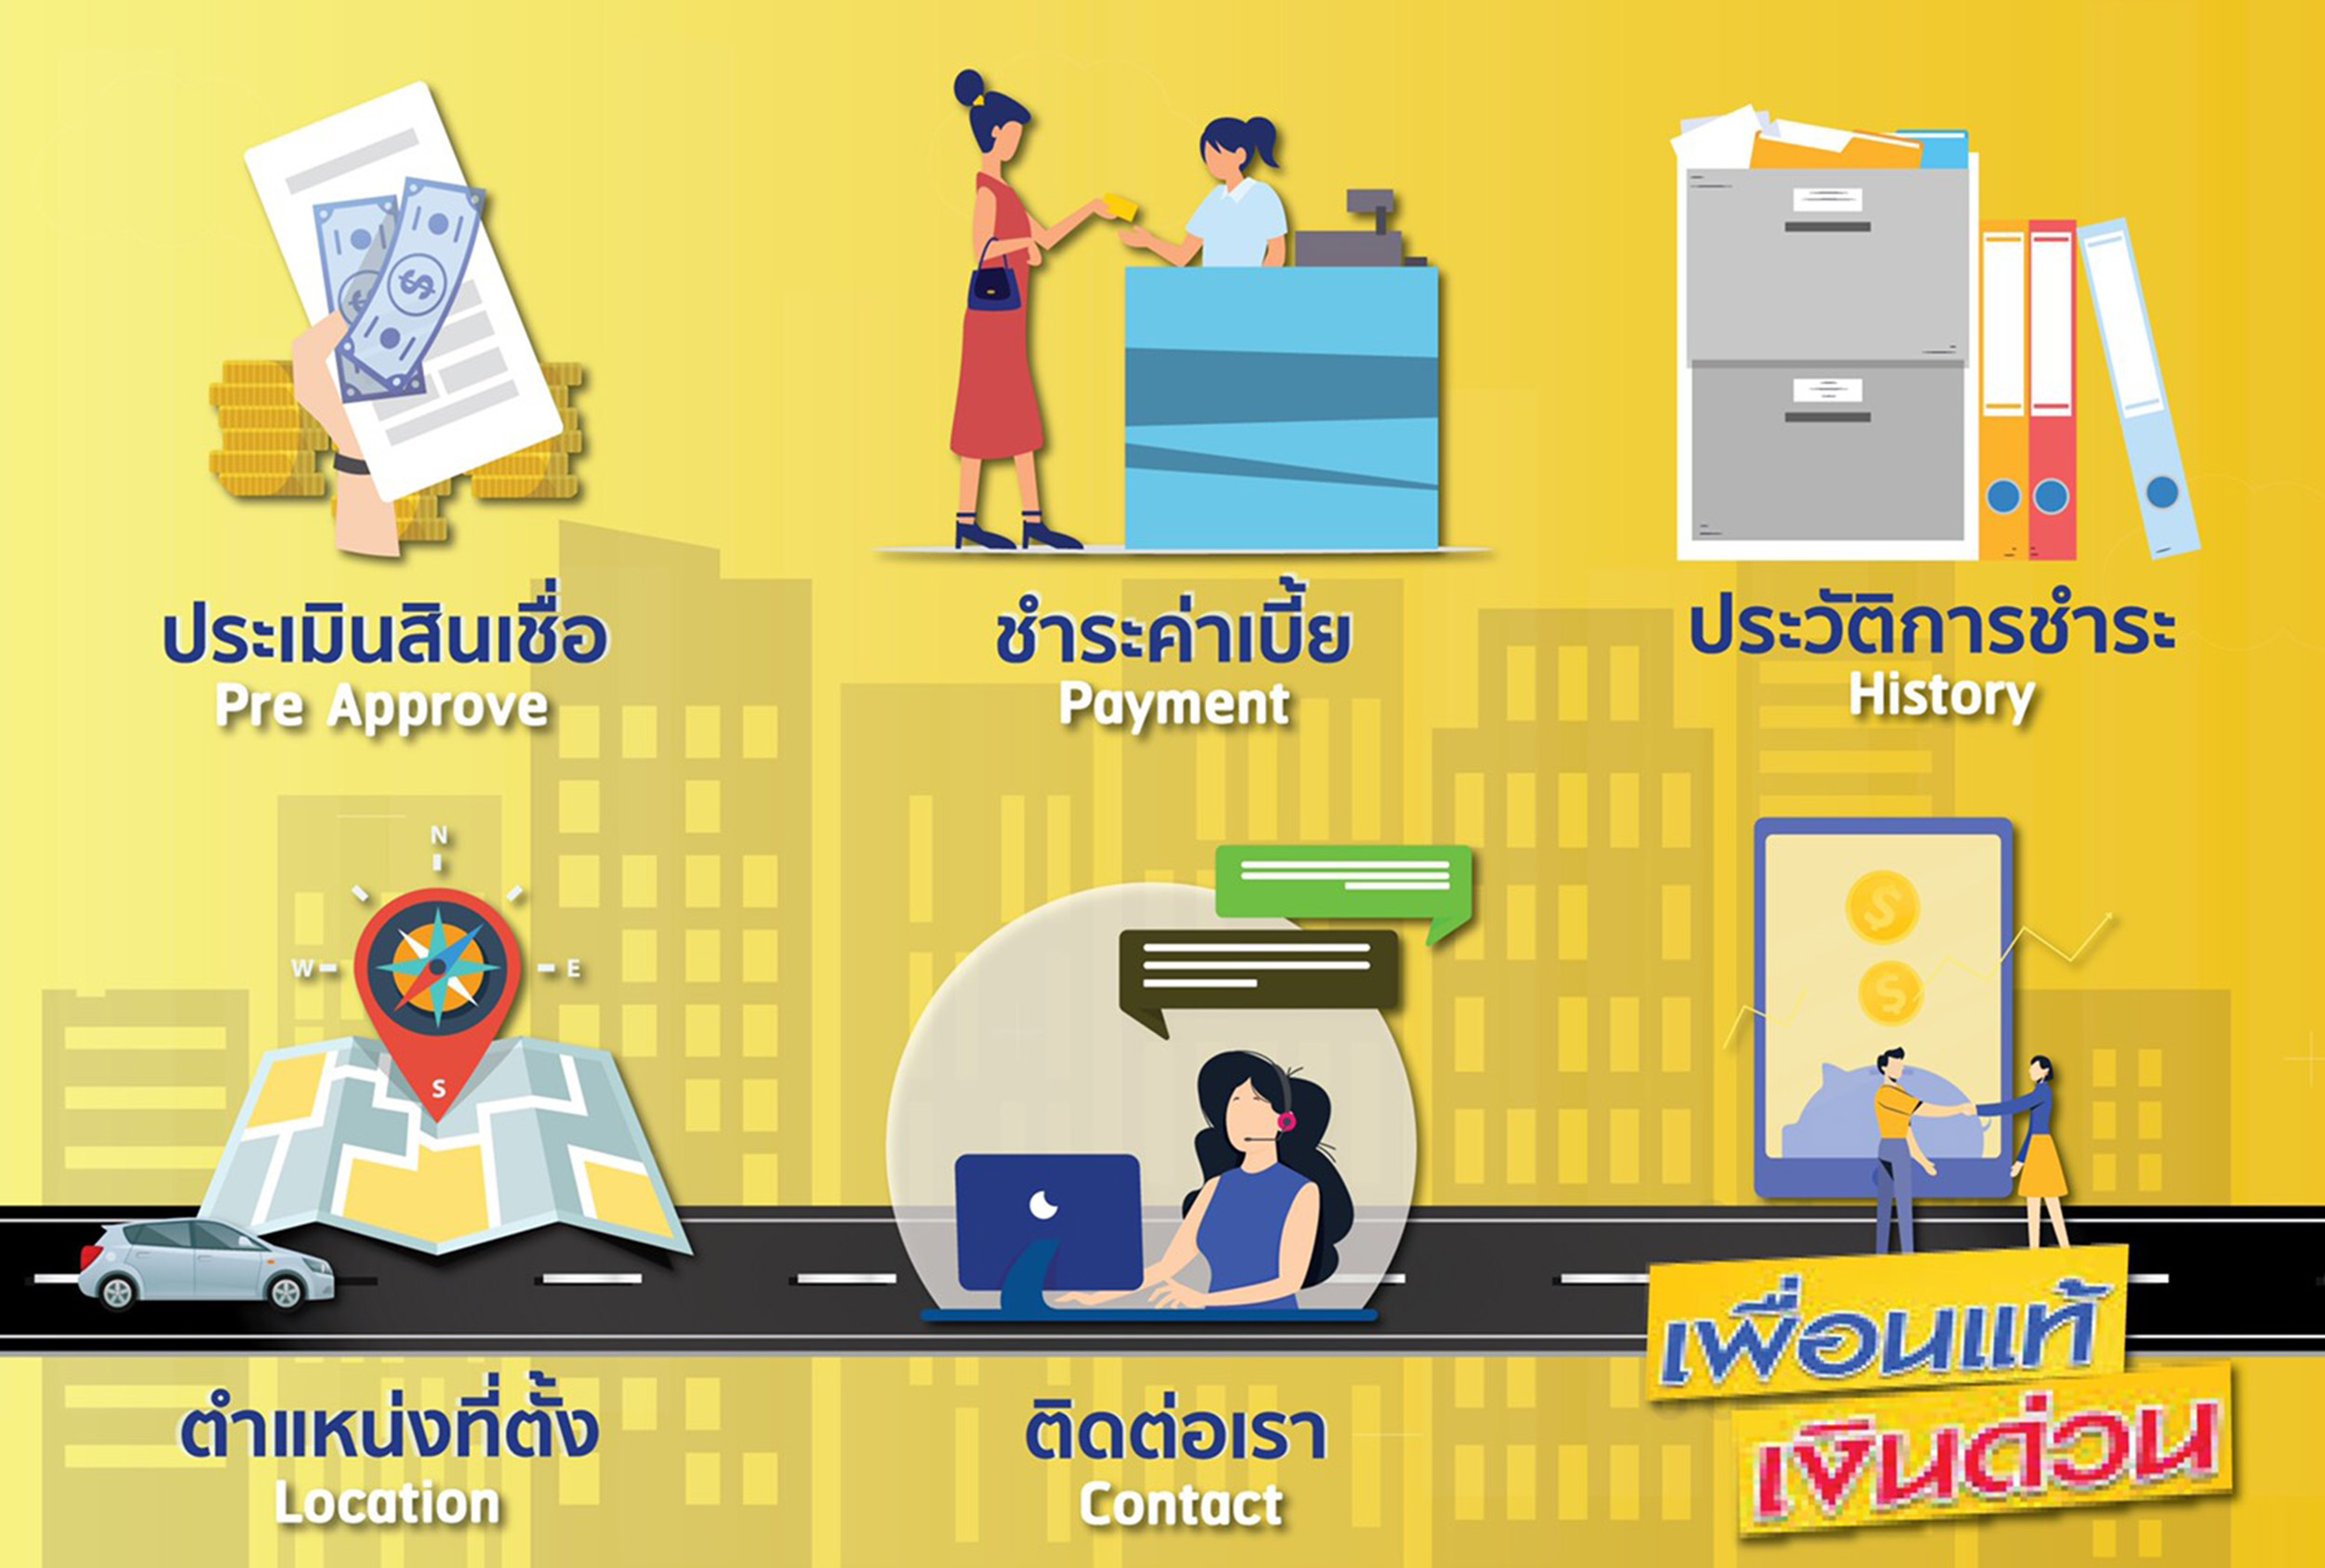 ประเมินสินเชื่อ
Pre Approve
ชำระค่าเบี้ย
Payment
ประวัติการชำระ
History
N
W
E
S
ตำแหน่งที่ตั้ง
Location
ติดต่อเรา
Contact
เพื่อนแท้
เงินด่วน